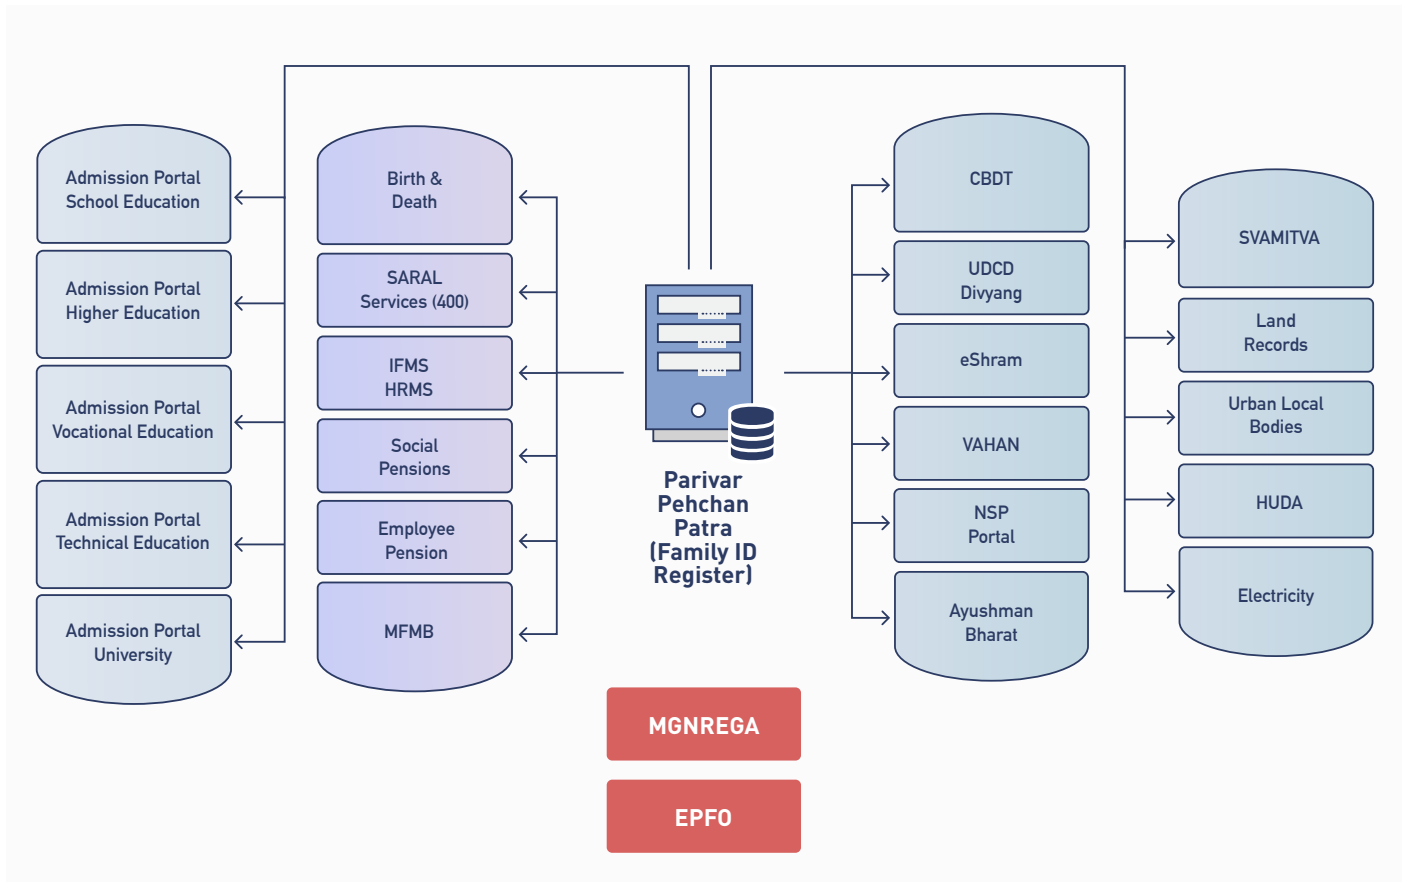 Admission Portal
School Education
Admission Portal
Higher Education
Admission Portal
Vocational Education
Admission Portal
Technical Education
Admission Portal
University
Birth &
Death
SARAL
Services (400)
IFMS
HRMS
Social
Pensions
Employee
Pension
MFMB
Parivar
Pehchan
Patra
(Family ID
Register)
MGNREGA
EPFO
CBDT
UDCD
Divyang
eShram
VAHAN
NSP
Portal
Ayushman
Bharat
SVAMITVA
Land
Records
Urban Local
Bodies
HUDA
Electricity